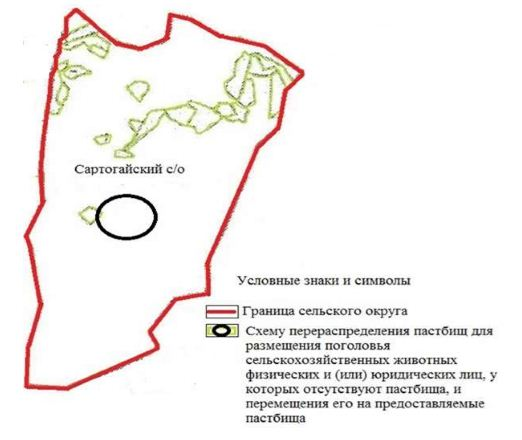 Сартогайский с/о
Условные знаки и символы
Граница сельского округа
Схему перераспределения пастбищ для
размещения поголовья
сельскохозяйственных животных
физических и (или) юридических лиц, у
которых отсутствуют пастбища, и
перемещения его на предоставляемые
пастбища